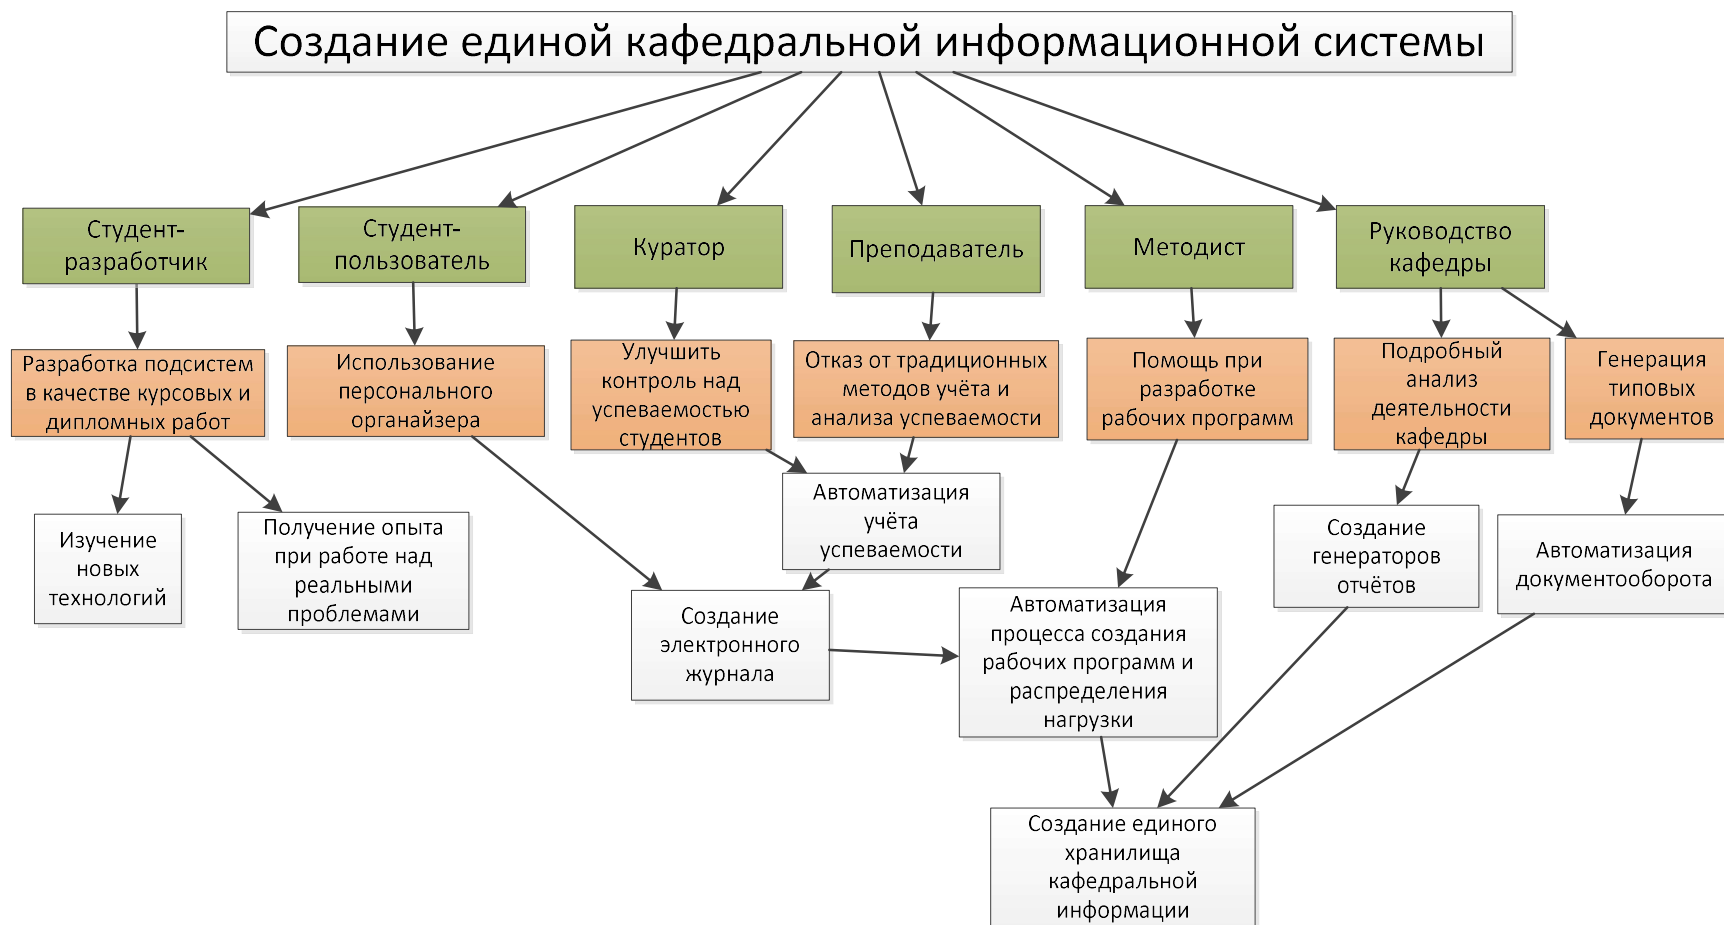 Создание единой кафедральной информационной системы
Студент-
разработчик
Студент-
пользователь
Куратор
Преподаватель
Методист
Руководство
кафедры
Разработка подсистем
в качестве курсовых и
дипломных работ
Использование
персонального
органайзера
Улучшить
контроль над
успеваемостью
студентов
Отказ от традиционных
методов учёта и
анализа успеваемости
Помощь при
разработке
рабочих программ
Подробный
анализ
деятельности
кафедры
Генерация
типовых
документов
Изучение
новых
технологий
Получение опыта
при работе над
реальными
проблемами
Автоматизация
учёта
успеваемости
Создание
электронного
журнала
Автоматизация
процесса создания
рабочих программ и
распределения
нагрузки
Создание
генераторов
отчётов
Автоматизация
документооборота
Создание единого
хранилища
кафедральной
информации